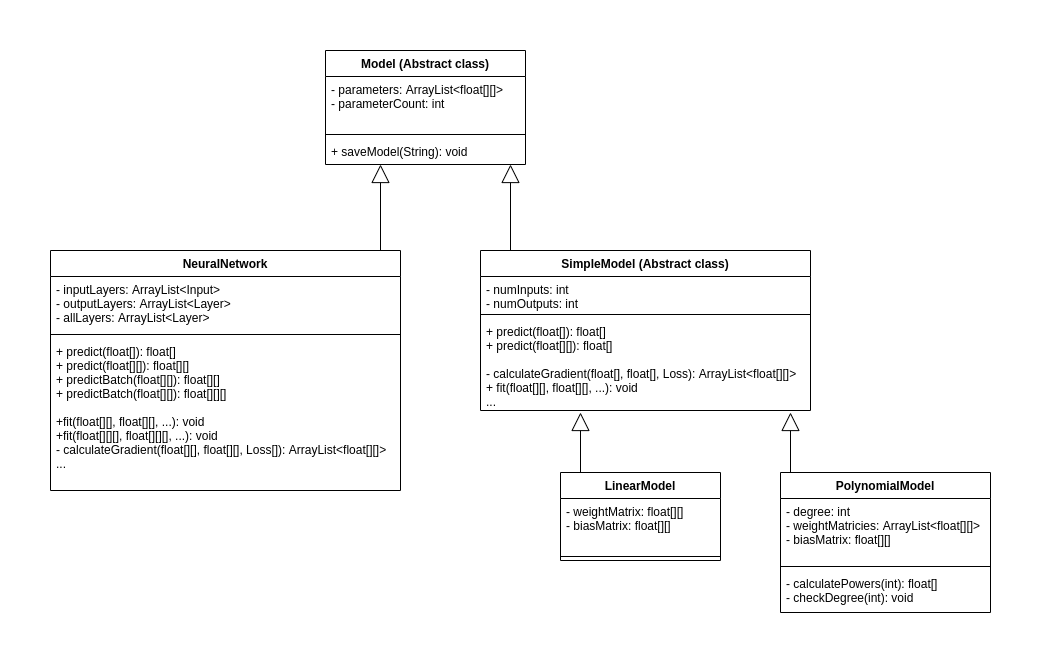 Model (Abstract class)
- parameters: ArrayList<float[][]>
- parameterCount: int
+ saveModel(String): void
NeuralNetwork
- inputLayers: ArrayList<Input>
- outputLayers: ArrayList<Layer>
- allLayers: ArrayList<Layer>
+ predict(float[]): float[]
+ predict(float[][]): float[][]
+ predictBatch(float[][]): float[][]
+ predictBatch(float[][]): float[][][]
+fit(float[][], float[][], ...): void
+fit(float[][][], float[][][], ...): void
- calculateGradient(float[][], float[][], Loss[]): ArrayList<float[][]>
...
SimpleModel (Abstract class)
- numInputs: int
- numOutputs: int
+ predict(float[]): float[]
+ predict(float[][]): float[]
- calculateGradient(float[], float[], Loss): ArrayList<float[][]>
+ fit(float[][], float[][], ...): void
...
LinearModel
- weightMatrix: float[][]
- biasMatrix: float[][]
PolynomialModel
- degree: int
- weightMatricies: ArrayList<float[][]>
- biasMatrix: float[][]
- calculatePowers(int): float[]
- checkDegree(int): void